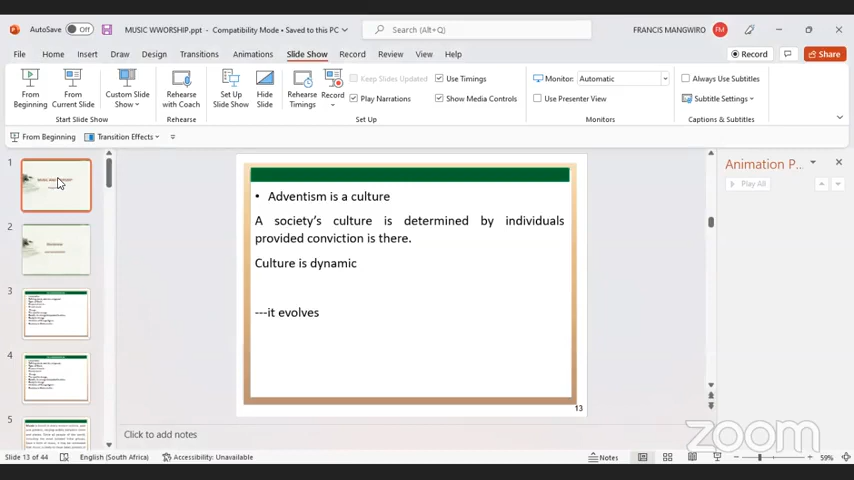 AutoSave Off MUSIC WWORSHIP.ppt - Compatibility Mode • Saved to this PC Search (Alt+Q) FRANCIS MANGWIRO FM
File Home Insert Draw Design Transitions Animations Slide Show Record Review View Help Record Share
From Beginning
From Current Slide
Custom Slide Show
Rehearse with Coach
Set Up Slide Show
Hide Slide
Rehearse Timings
Record
Keep Slides Updated
Play Narrations
Use Timings
Show Media Controls
Monitor: Automatic
Use Presenter View
Always Use Subtitles
Subtitle Settings
Start Slide Show Rehearse Set Up Monitors Captions & Subtitles
From Beginning Transition Effects
1
2
3
4
5
• Adventism is a culture
A society's culture is determined by individuals
provided conviction is there.
Culture is dynamic
---it evolves
13
Animation P...
Play All
Click to add notes
zoom
Slide 13 of 44 English (South Africa) Accessibility: Unavailable Notes 59%